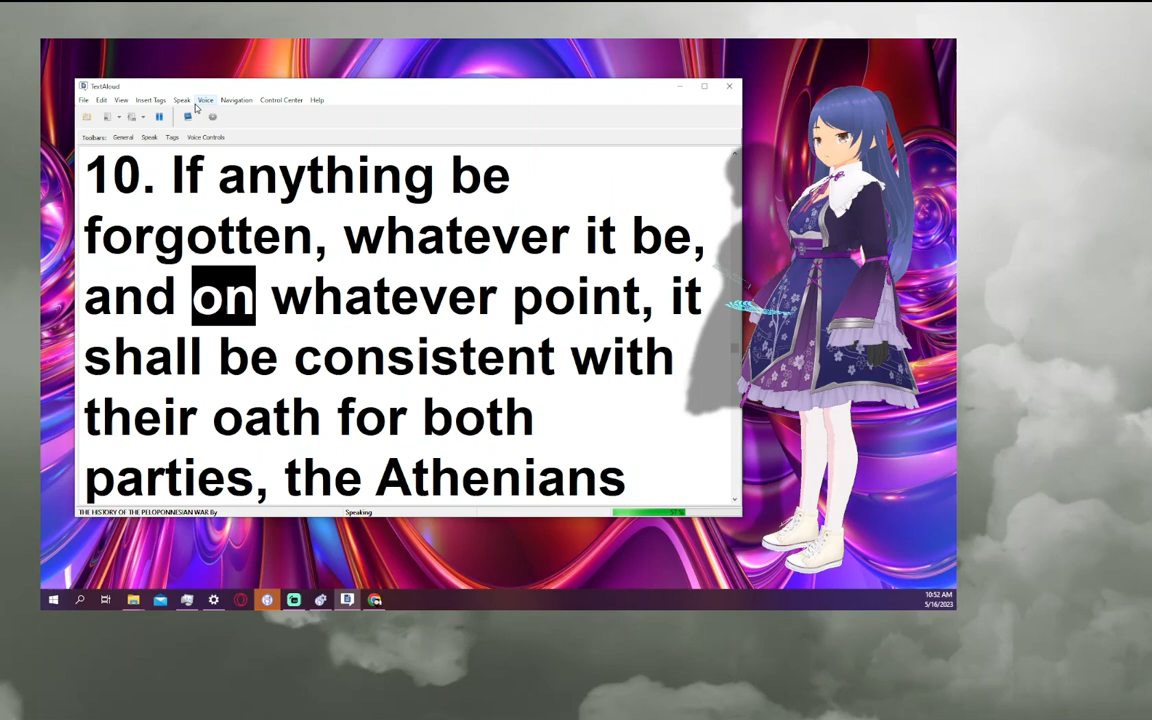 TextAloud
File Edit View Insert Tags Speak Voice Navigation Control Center Help
Toolbars: General Speak Tags Voice Controls
10. If anything be
forgotten, whatever it be,
and on whatever point, it
shall be consistent with
their oath for both
parties, the Athenians
THE HISTORY OF THE PELOPONNESIAN WAR By Speaking 57 %
10:52 AM
5/16/2023